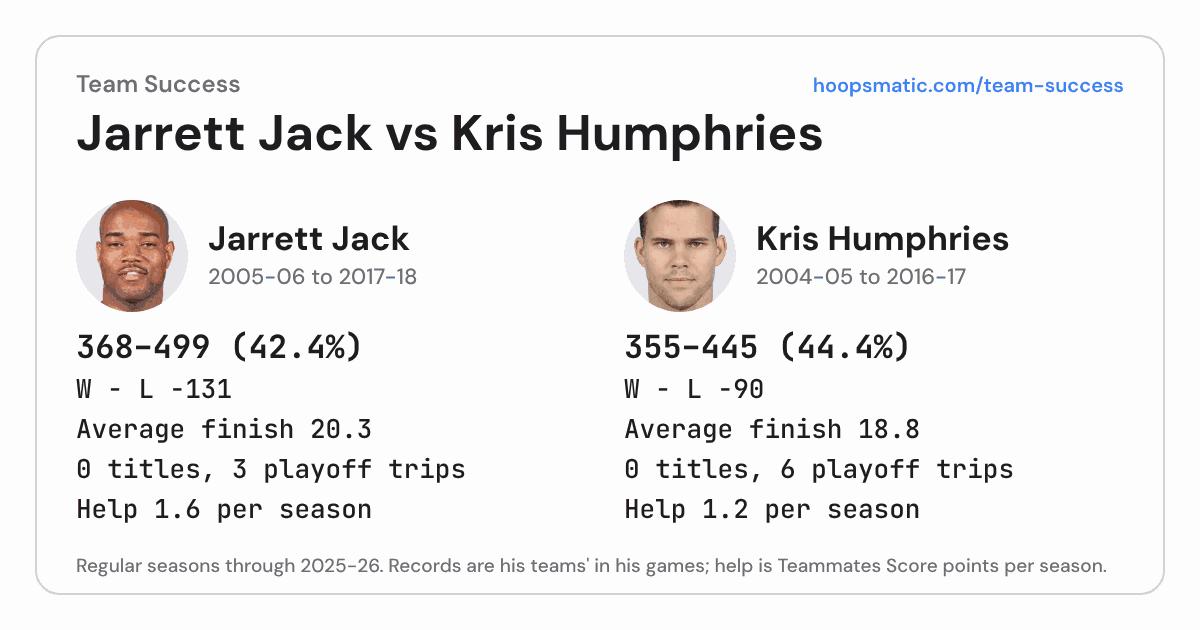 Team Success
hoopsmatic.com/team-success
Jarrett Jack vs Kris Humphries
Jarrett Jack
2005-06 to 2017-18
368-499 (42.4%)
W - L -131
Average finish 20.3
0 titles, 3 playoff trips
Help 1.6 per season
Kris Humphries
2004-05 to 2016-17
355-445 (44.4%)
W - L -90
Average finish 18.8
0 titles, 6 playoff trips
Help 1.2 per season
Regular seasons through 2025-26. Records are his teams' in his games; help is Teammates Score points per season.